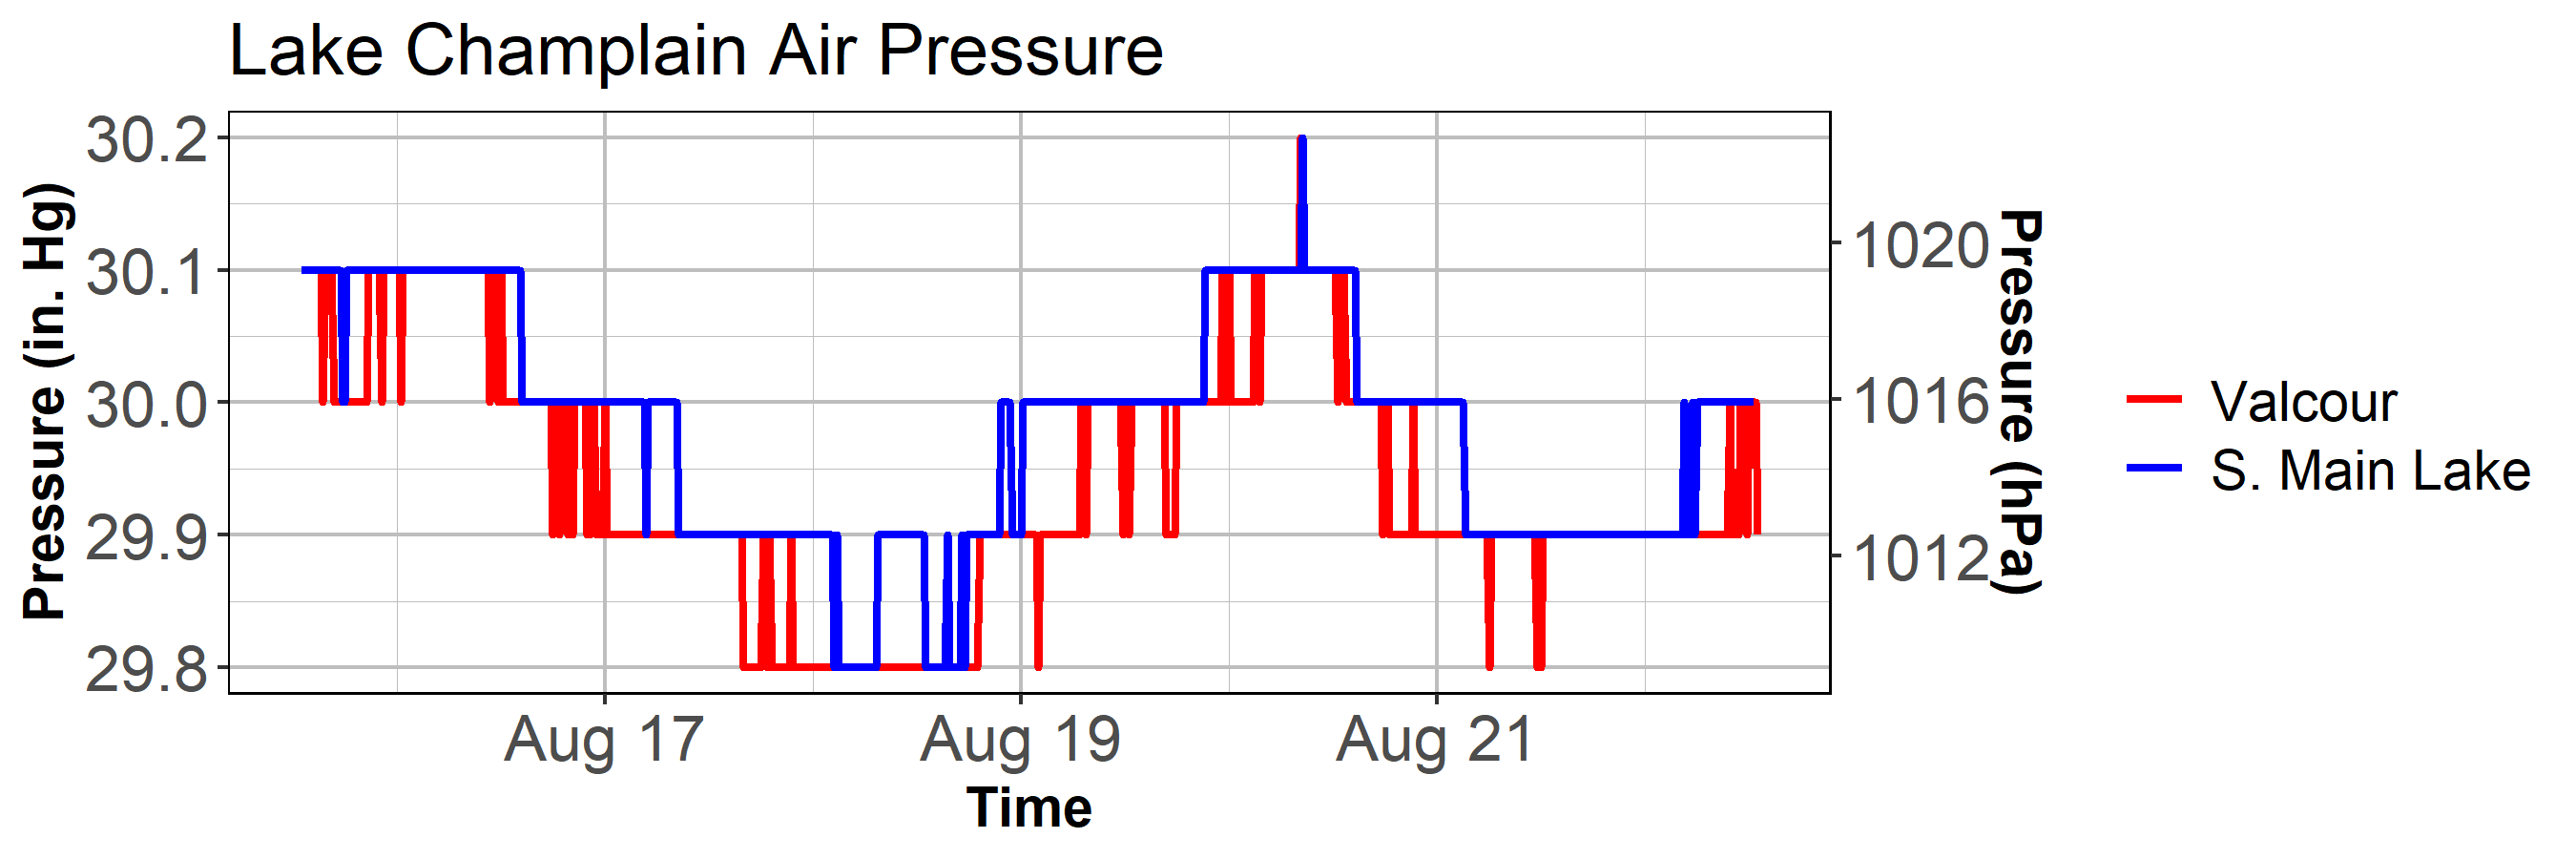 Lake Champlain Air Pressure
Pressure (in. Hg)
30.2
30.1
30.0
29.9
29.8
1020
1016
1012
Pressure (hPa)
Aug 17
Aug 19
Aug 21
Time
Valcour
S. Main Lake